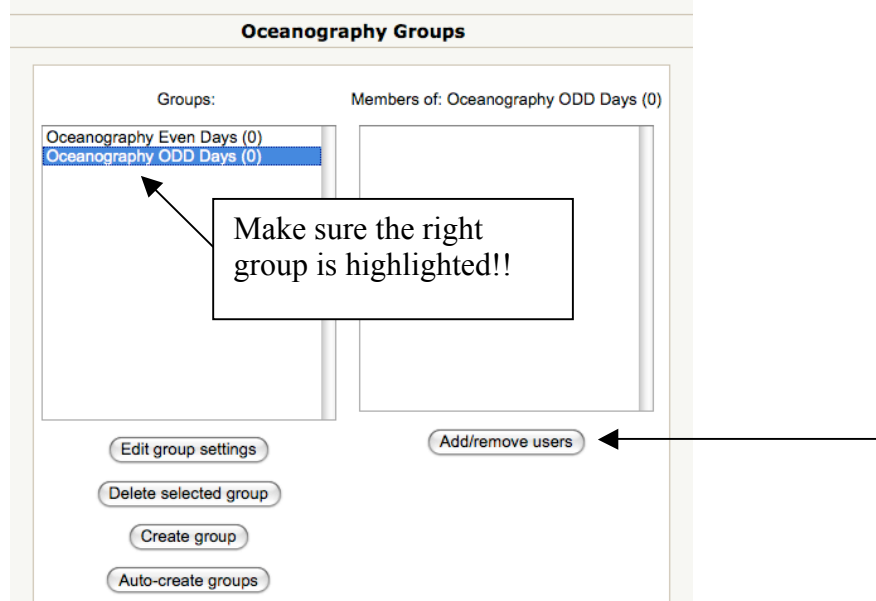 Oceanography Groups
Groups:
Members of: Oceanography ODD Days (0)
Oceanography Even Days (0)
Oceanography ODD Days (0)
Make sure the right
group is highlighted!!
Edit group settings
Add/remove users
Delete selected group
Create group
Auto-create groups